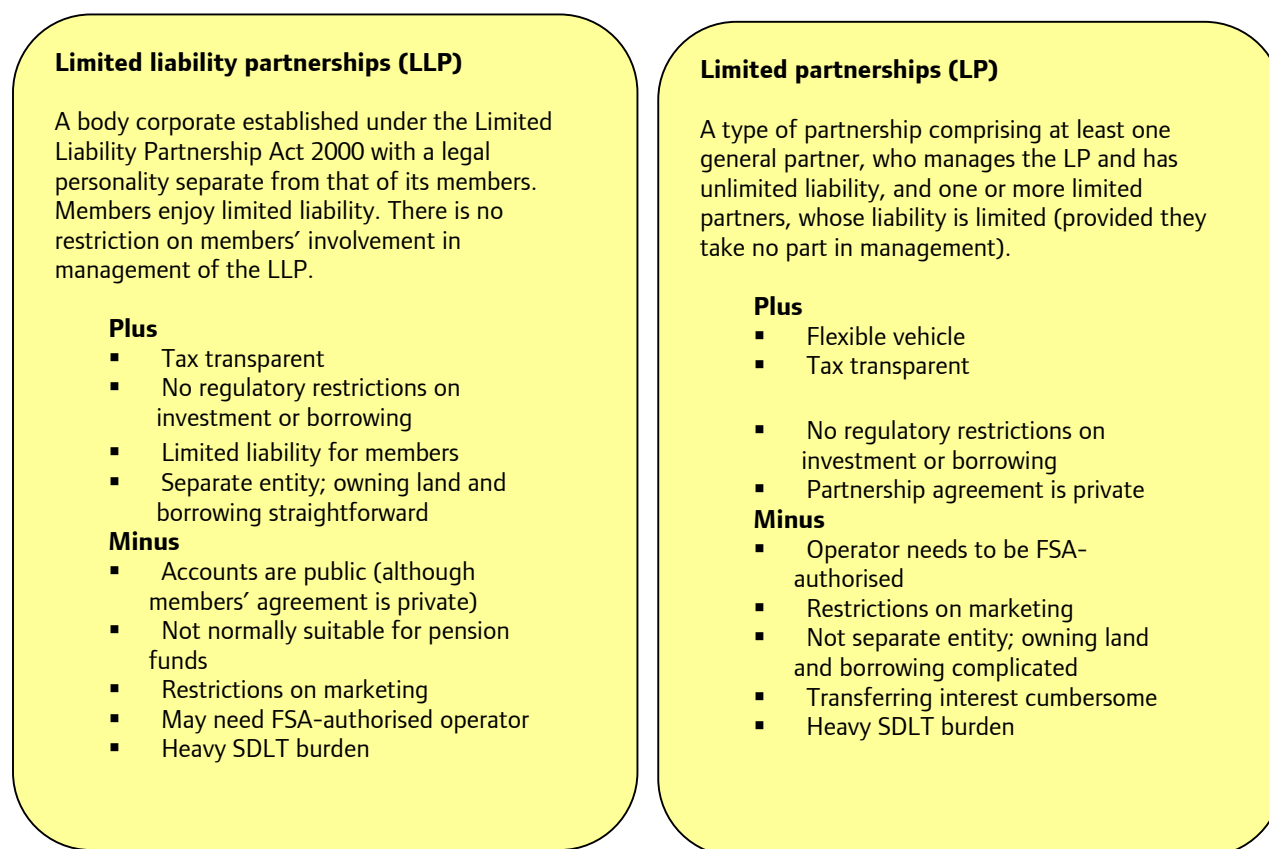 Limited liability partnerships (LLP)
A body corporate established under the Limited
Liability Partnership Act 2000 with a legal
personality separate from that of its members.
Members enjoy limited liability. There is no
restriction on members’ involvement in
management of the LLP.
Plus
▪ Tax transparent
▪ No regulatory restrictions on
investment or borrowing
▪ Limited liability for members
▪ Separate entity; owning land and
borrowing straightforward
Minus
▪ Accounts are public (although
members’ agreement is private)
▪ Not normally suitable for pension
funds
▪ Restrictions on marketing
▪ May need FSA-authorised operator
▪ Heavy SDLT burden
Limited partnerships (LP)
A type of partnership comprising at least one
general partner, who manages the LP and has
unlimited liability, and one or more limited
partners, whose liability is limited (provided they
take no part in management).
Plus
▪ Flexible vehicle
▪ Tax transparent
▪ No regulatory restrictions on
investment or borrowing
▪ Partnership agreement is private
Minus
▪ Operator needs to be FSA-
authorised
▪ Restrictions on marketing
▪ Not separate entity; owning land
and borrowing complicated
▪ Transferring interest cumbersome
▪ Heavy SDLT burden